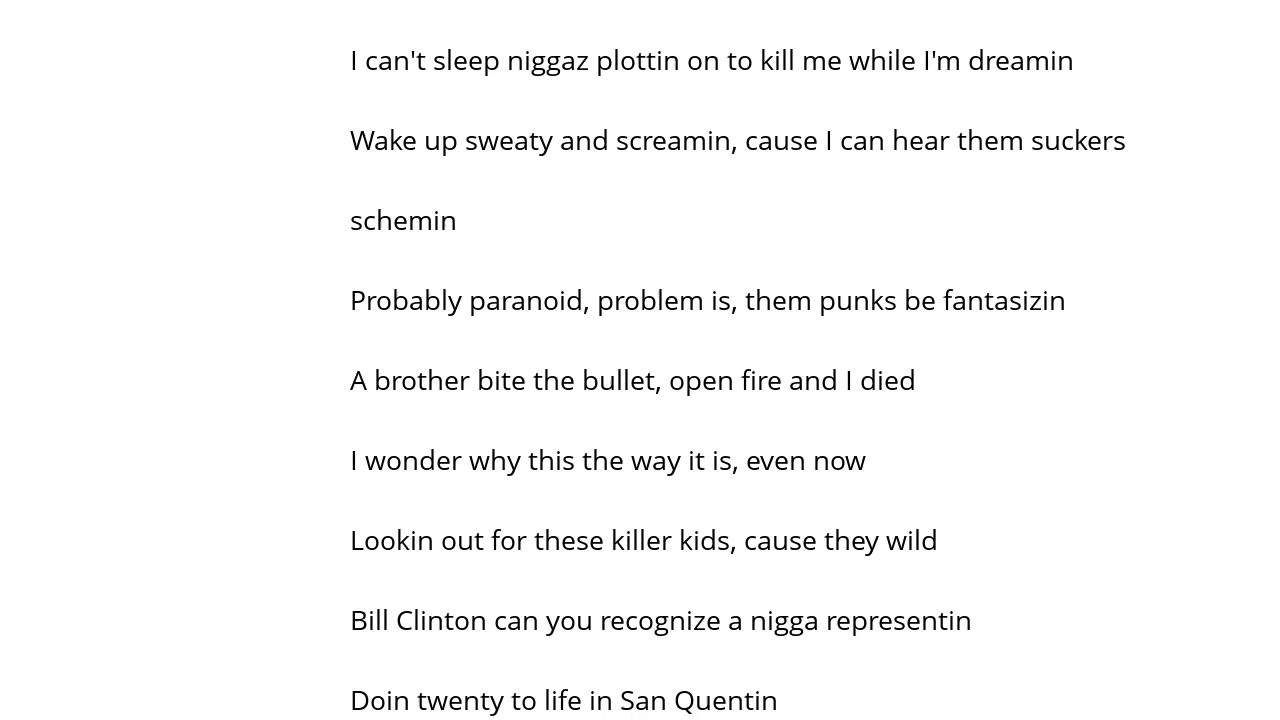 I can't sleep niggaz plottin on to kill me while I'm dreamin
Wake up sweaty and screamin, cause I can hear them suckers
schemin
Probably paranoid, problem is, them punks be fantasizin
A brother bite the bullet, open fire and I died
I wonder why this the way it is, even now
Lookin out for these killer kids, cause they wild
Bill Clinton can you recognize a nigga representin
Doin twenty to life in San Quentin